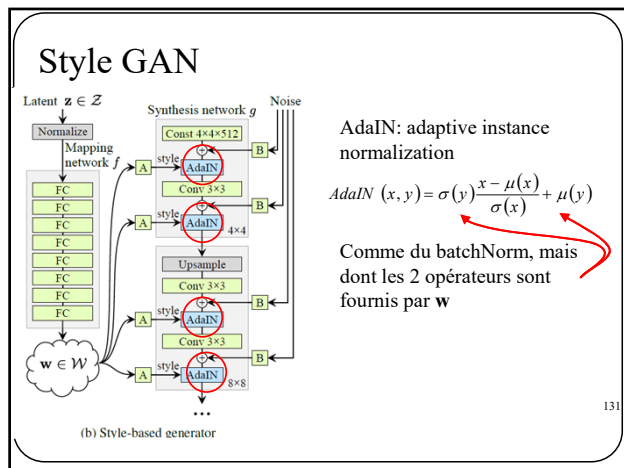 Style GAN
Latent z ∈ Z
Normalize
Mapping
network f
FC
FC
FC
FC
FC
FC
FC
FC
w ∈ W
Synthesis network g
Noise
Const 4×4×512
B
A
style
AdaIN
Conv 3×3
B
A
style
AdaIN
4×4
Upsample
Conv 3×3
B
A
style
AdaIN
Conv 3×3
B
A
style
AdaIN
8×8
...
(b) Style-based generator
AdaIN: adaptive instance
normalization
AdaIN (x, y) = σ(y) (x − μ(x)) / σ(x) + μ(y)
Comme du batchNorm, mais
dont les 2 opérateurs sont
fournis par w
131